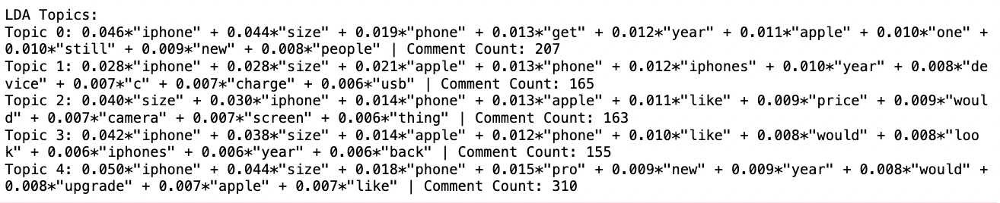 LDA Topics:
Topic 0: 0.046*"iphone" + 0.044*"size" + 0.019*"phone" + 0.013*"get" + 0.012*"year" + 0.011*"apple" + 0.010*"one" +
0.010*"still" + 0.009*"new" + 0.008*"people" | Comment Count: 207
Topic 1: 0.028*"iphone" + 0.028*"size" + 0.021*"apple" + 0.013*"phone" + 0.012*"iphones" + 0.010*"year" + 0.008*"de
vice" + 0.007*"c" + 0.007*"charge" + 0.006*"usb" | Comment Count: 165
Topic 2: 0.040*"size" + 0.030*"iphone" + 0.014*"phone" + 0.013*"apple" + 0.011*"like" + 0.009*"price" + 0.009*"woul
d" + 0.007*"camera" + 0.007*"screen" + 0.006*"thing" | Comment Count: 163
Topic 3: 0.042*"iphone" + 0.038*"size" + 0.014*"apple" + 0.012*"phone" + 0.010*"like" + 0.008*"would" + 0.008*"loo
k" + 0.006*"iphones" + 0.006*"year" + 0.006*"back" | Comment Count: 155
Topic 4: 0.050*"iphone" + 0.044*"size" + 0.018*"phone" + 0.015*"pro" + 0.009*"new" + 0.009*"year" + 0.008*"would" +
0.008*"upgrade" + 0.007*"apple" + 0.007*"like" | Comment Count: 310